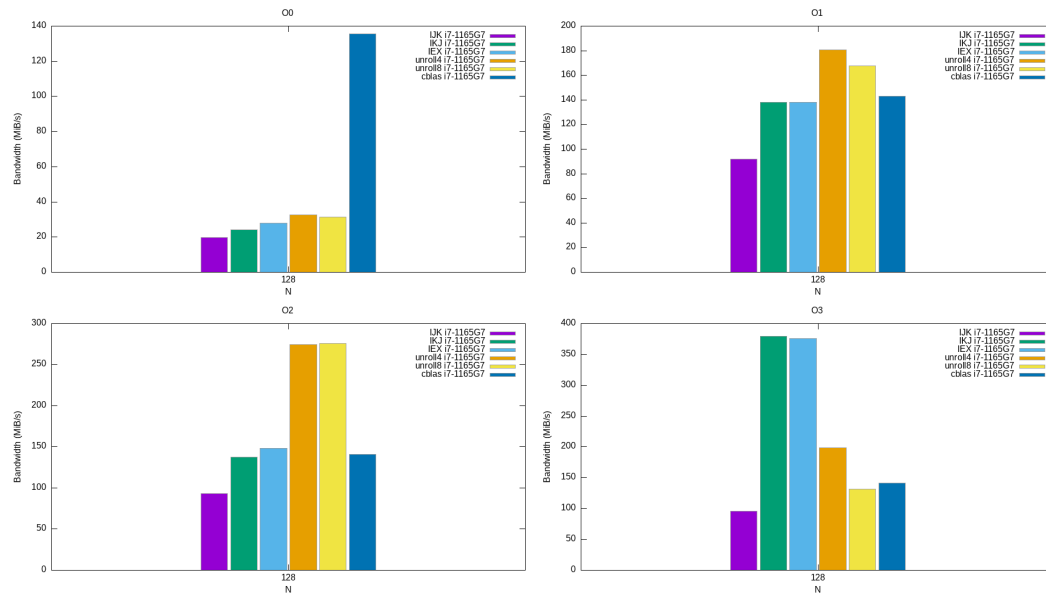 O0
140
120
100
80
60
40
20
0
Bandwidth (MiB/s)
IJK i7-1165G7
IKJ i7-1165G7
IEX i7-1165G7
unroll4 i7-1165G7
unroll8 i7-1165G7
cblas i7-1165G7
128
N
O1
200
180
160
140
120
100
80
60
40
20
0
Bandwidth (MiB/s)
IJK i7-1165G7
IKJ i7-1165G7
IEX i7-1165G7
unroll4 i7-1165G7
unroll8 i7-1165G7
cblas i7-1165G7
128
N
O2
300
250
200
150
100
50
0
Bandwidth (MiB/s)
IJK i7-1165G7
IKJ i7-1165G7
IEX i7-1165G7
unroll4 i7-1165G7
unroll8 i7-1165G7
cblas i7-1165G7
128
N
O3
400
350
300
250
200
150
100
50
0
Bandwidth (MiB/s)
IJK i7-1165G7
IKJ i7-1165G7
IEX i7-1165G7
unroll4 i7-1165G7
unroll8 i7-1165G7
cblas i7-1165G7
128
N